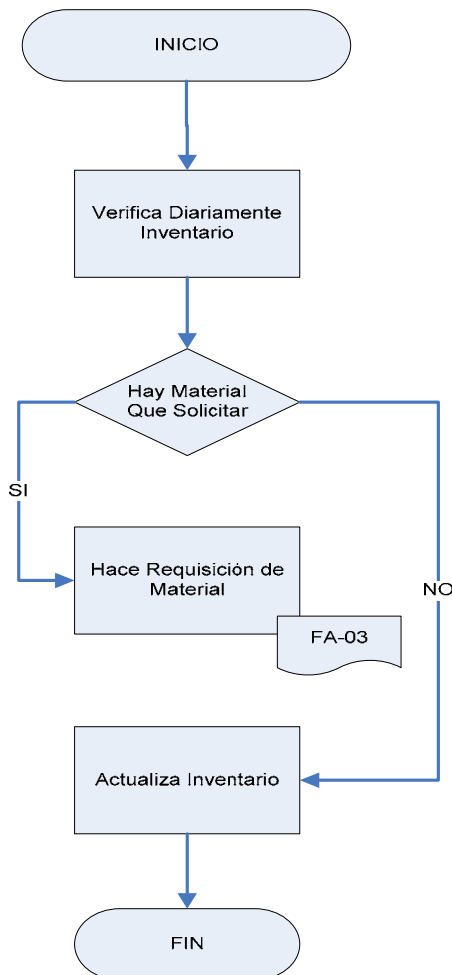 INICIO
Verifica Diariamente
Inventario
Hay Material
Que Solicitar
SI
Hace Requisición de
Material
NO
FA-03
Actualiza Inventario
FIN